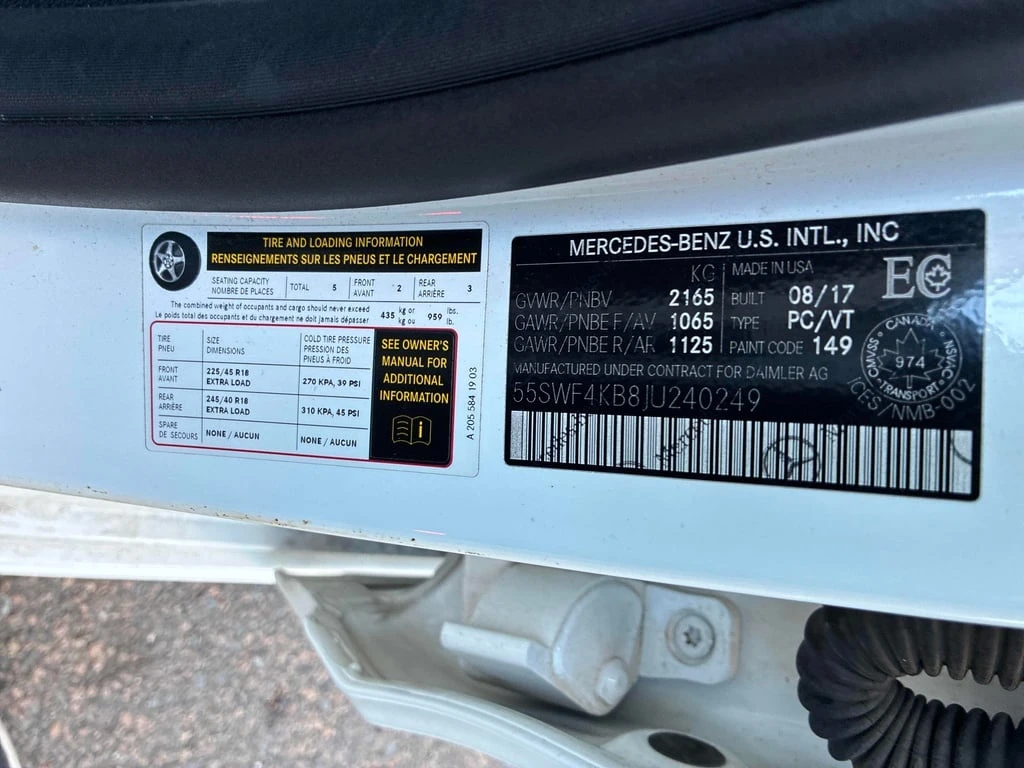 TIRE AND LOADING INFORMATION
RENSEIGNEMENTS SUR LES PNEUS ET LE CHARGEMENT
SEATING CAPACITY
NOMBRE DE PLACES
TOTAL 5
FRONT
AVANT 2
REAR
ARRIÈRE 3
The combined weight of occupants and cargo should never exceed 435 kg or 959 lbs.
Le poids total des occupants et du chargement ne doit jamais dépasser kg ou lb.
TIRE
PNEU
SIZE
DIMENSIONS
COLD TIRE PRESSURE
PRESSION DES
PNEUS À FROID
FRONT
AVANT
225/45 R18
EXTRA LOAD
270 KPA, 39 PSI
REAR
ARRIÈRE
245/40 R18
EXTRA LOAD
310 KPA, 45 PSI
SPARE
DE SECOURS
NONE / AUCUN
NONE / AUCUN
SEE OWNER'S
MANUAL FOR
ADDITIONAL
INFORMATION
i
A 205 584 19 03
MERCEDES-BENZ U.S. INTL., INC
KG
GVWR/PNBV 2165
GAWR/PNBE F/AV 1065
GAWR/PNBE R/AR 1125
MADE IN USA
BUILT 08/17
TYPE PC/VT
PAINT CODE 149
MANUFACTURED UNDER CONTRACT FOR DAIMLER AG
55SWF4KB8JU240249
EC
CANADA
974
TRANSPORT
CMVSS
NSVAC
ICES/NMB-002